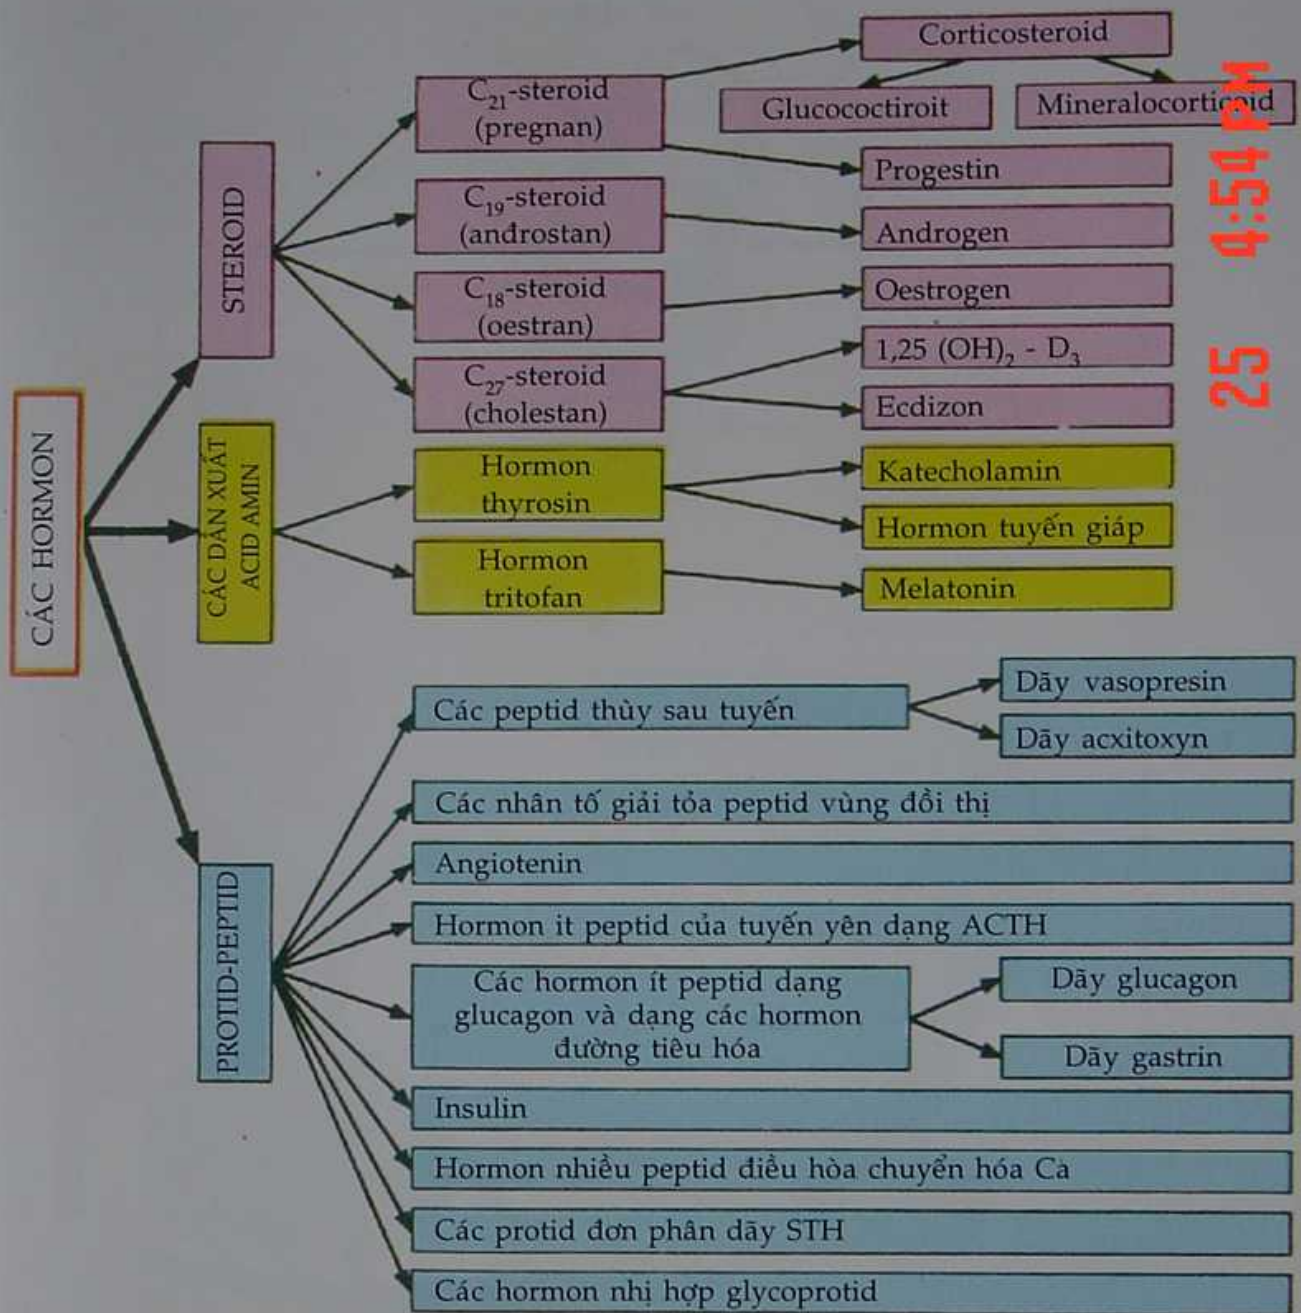 CÁC HORMON
STEROID
C₂₁-steroid
(pregnan)
Corticosteroid
Glucococtiroit
Mineralocorticoid
Progestin
C₁₉-steroid
(anđrostan)
Androgen
C₁₈-steroid
(oestran)
Oestrogen
C₂₇-steroid
(cholestan)
1,25 (OH)₂ - D₃
Ecdizon
CÁC DẪN XUẤT
ACID AMIN
Hormon
thyrosin
Katecholamin
Hormon tuyến giáp
Hormon
tritofan
Melatonin
PROTID-PEPTID
Các peptid thùy sau tuyến
Dãy vasopresin
Dãy acxitoxyn
Các nhân tố giải tỏa peptid vùng đồi thị
Angiotenin
Hormon it peptid của tuyến yên dạng ACTH
Các hormon ít peptid dạng
glucagon và dạng các hormon
đường tiêu hóa
Dãy glucagon
Dãy gastrin
Insulin
Hormon nhiều peptid điều hòa chuyển hóa Ca
Các protid đơn phân dãy STH
Các hormon nhị hợp glycoprotid
25 4:54 PM